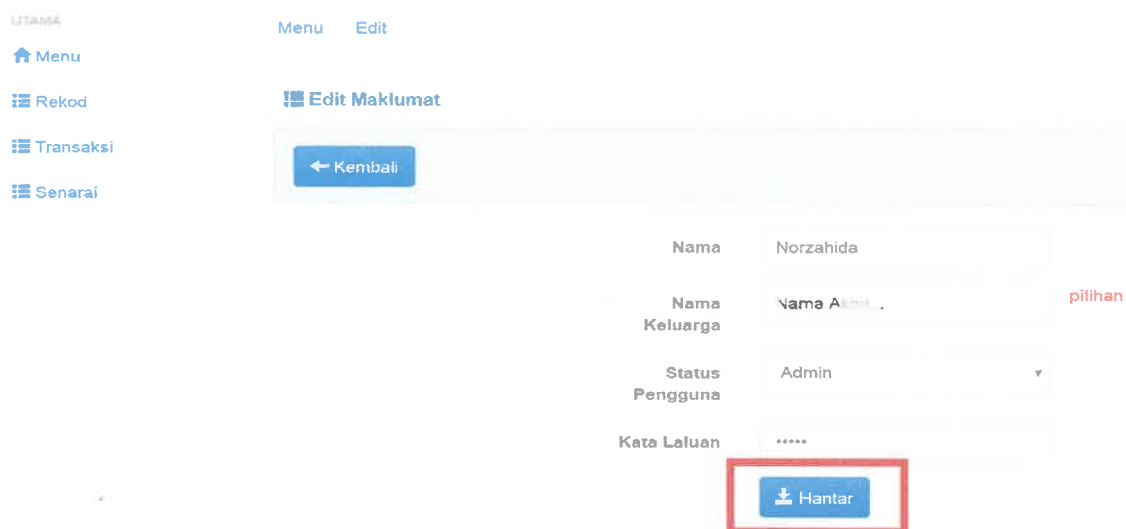 UTAMA
Menu
Rekod
Transaksi
Senarai
Menu Edit
Edit Maklumat
Kembali
Nama Norzahida
Nama Keluarga Nama pilihan
Status Pengguna Admin
Kata Laluan •••••
Hantar